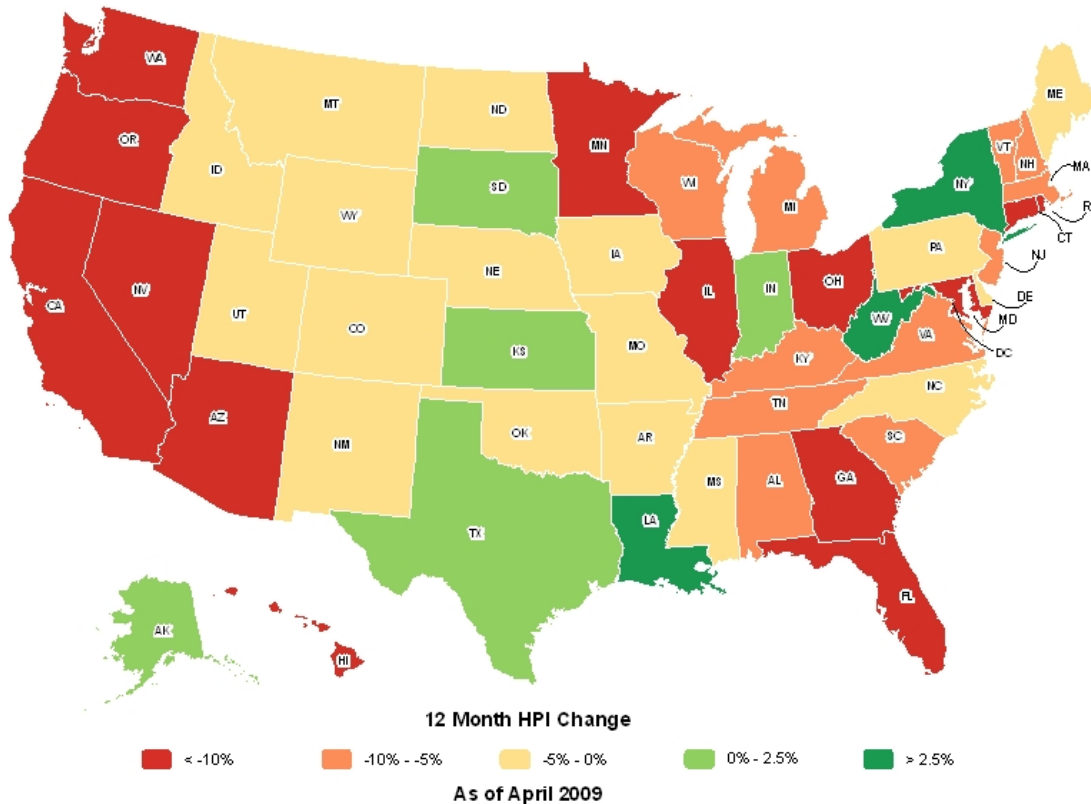 WA
MT
ND
MN
ME
VT
NH
MA
OR
ID
SD
WI
NY
R
WY
MI
CT
IA
PA
NJ
NE
NV
UT
CO
IL
IN
OH
DE
CA
MD
WV
VA
DC
KS
MO
KY
NC
TN
AZ
NM
OK
AR
SC
MS
AL
GA
TX
LA
FL
AK
HI
12 Month HPI Change
< -10%
-10% - -5%
-5% - 0%
0% - 2.5%
> 2.5%
As of April 2009